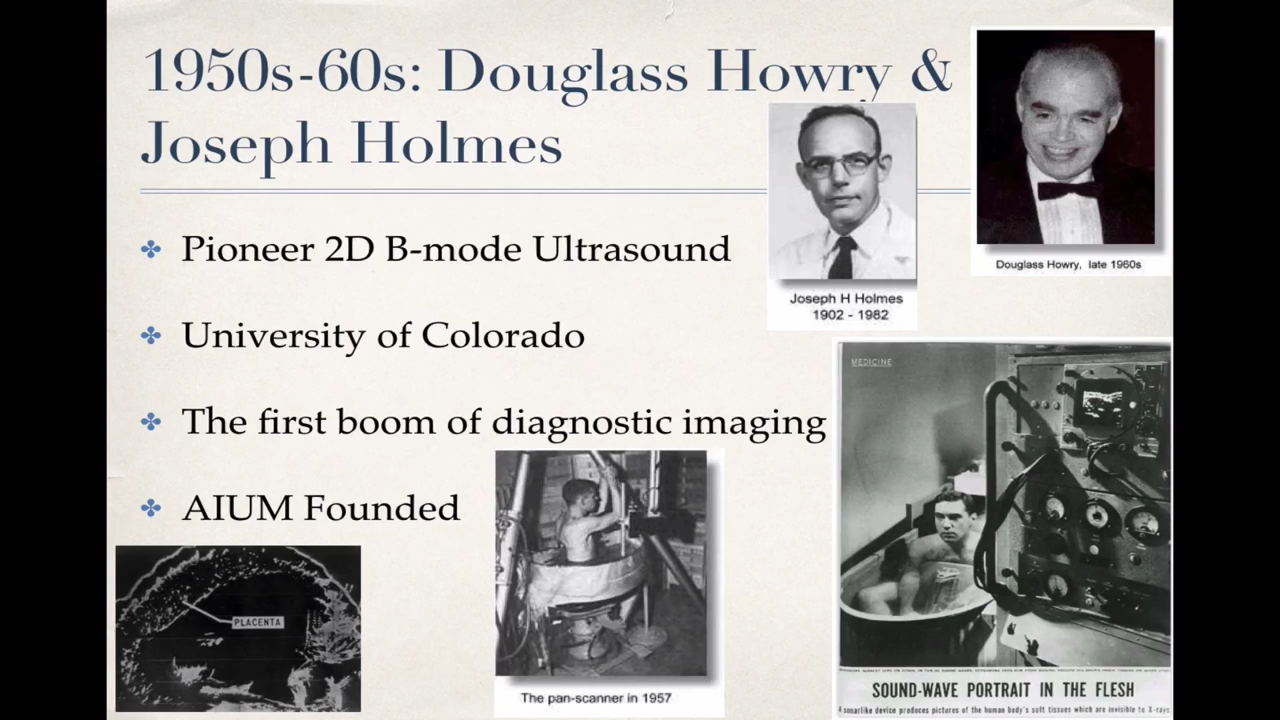 1950s-60s: Douglass Howry &
Joseph Holmes
Pioneer 2D B-mode Ultrasound
University of Colorado
The first boom of diagnostic imaging
AIUM Founded
Joseph H Holmes
1902 - 1982
Douglass Howry, late 1960s
MEDICINE
PLACENTA
The pan-scanner in 1957
SOUND-WAVE PORTRAIT IN THE FLESH
A sonarlike device produces pictures of the human body's soft tissues which are invisible to X-rays